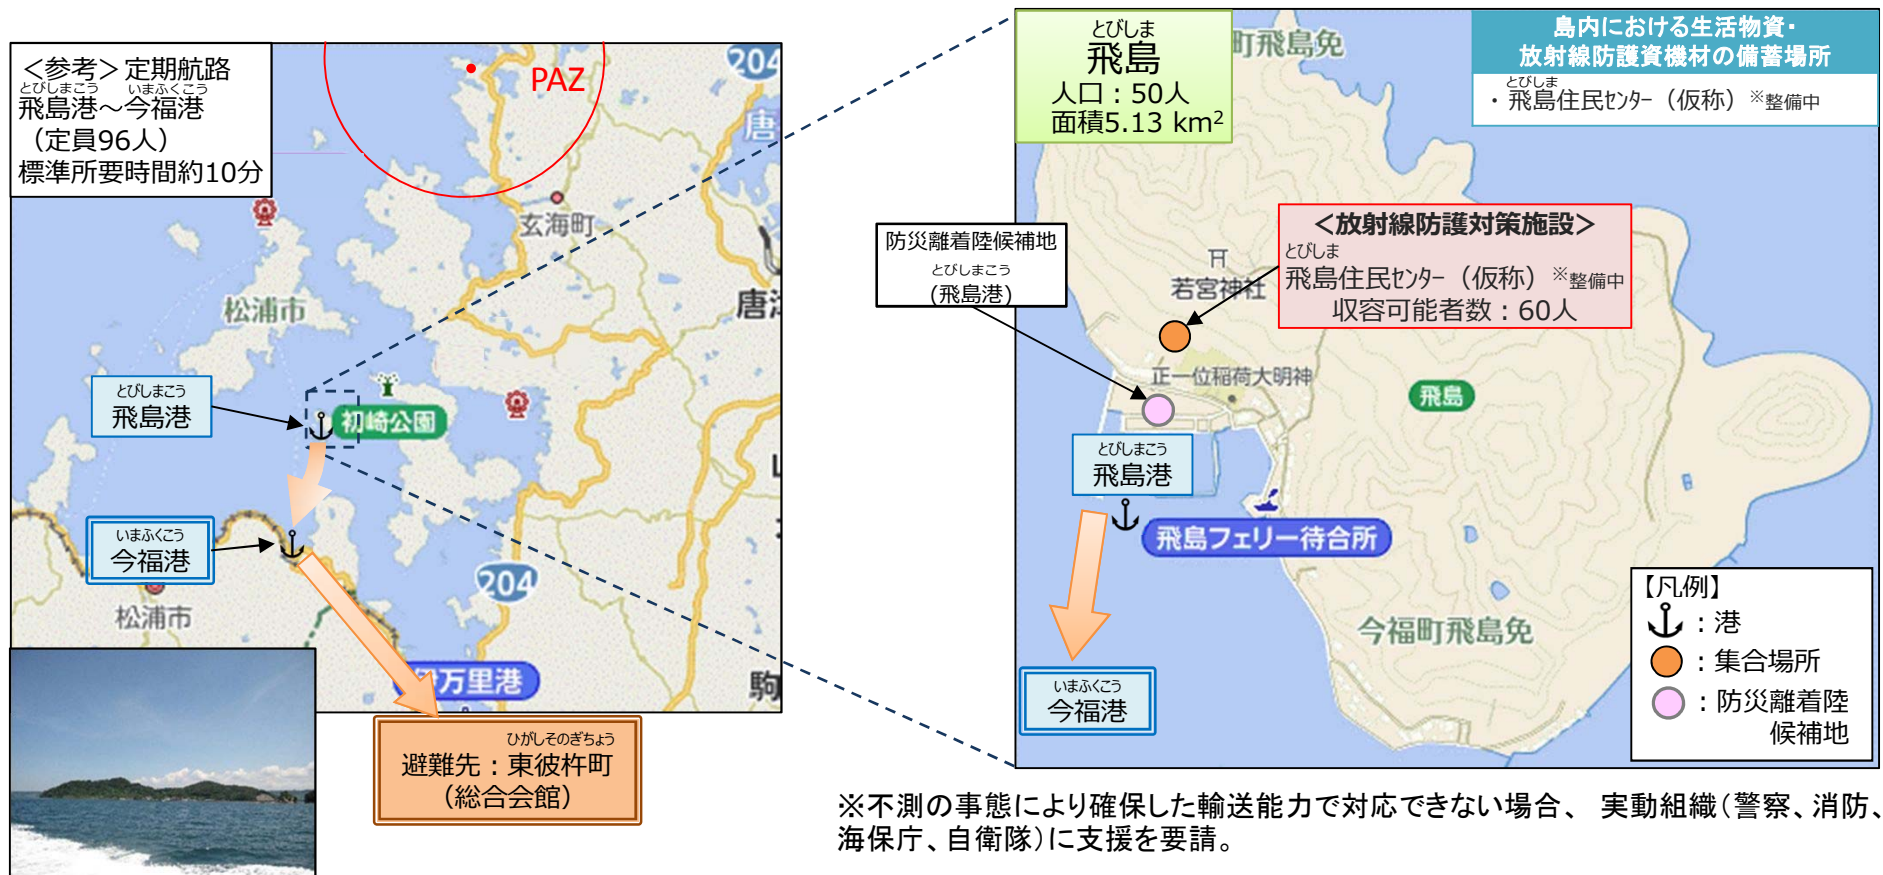 ＜参考＞定期航路
とびしまこう いまふくこう
飛島港～今福港
（定員96人）
標準所要時間約10分
PAZ
204
唐
玄海町
松浦市
唐津
とびしまこう
飛島港
初崎公園
いまふくこう
今福港
204
松浦市
万里港
駒
ひがしそのぎちょう
避難先：東彼杵町
（総合会館）
とびしま
飛島
人口：50人
面積5.13 km²
町飛島免
島内における生活物資・
放射線防護資機材の備蓄場所
とびしま
・飛島住民ｾﾝﾀｰ（仮称）※整備中
防災離着陸候補地
とびしまこう
(飛島港)
＜放射線防護対策施設＞
とびしま
飛島住民ｾﾝﾀｰ（仮称）※整備中
収容可能者数：60人
若宮神社
正一位稲荷大明神
飛島
とびしまこう
飛島港
飛島フェリー待合所
今福町飛島免
いまふくこう
今福港
【凡例】
：港
：集合場所
：防災離着陸
候補地
※不測の事態により確保した輸送能力で対応できない場合、 実動組織（警察、消防、
海保庁、自衛隊）に支援を要請。